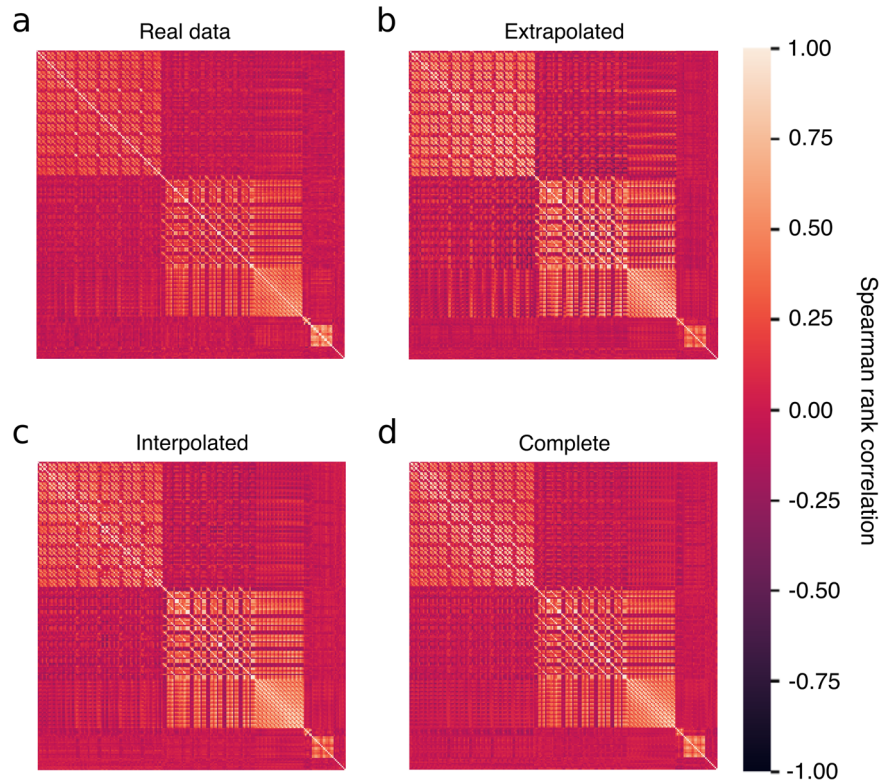 a
Real data
b
Extrapolated
c
Interpolated
d
Complete
1.00
0.75
0.50
0.25
0.00
-0.25
-0.50
-0.75
-1.00
Spearman rank correlation